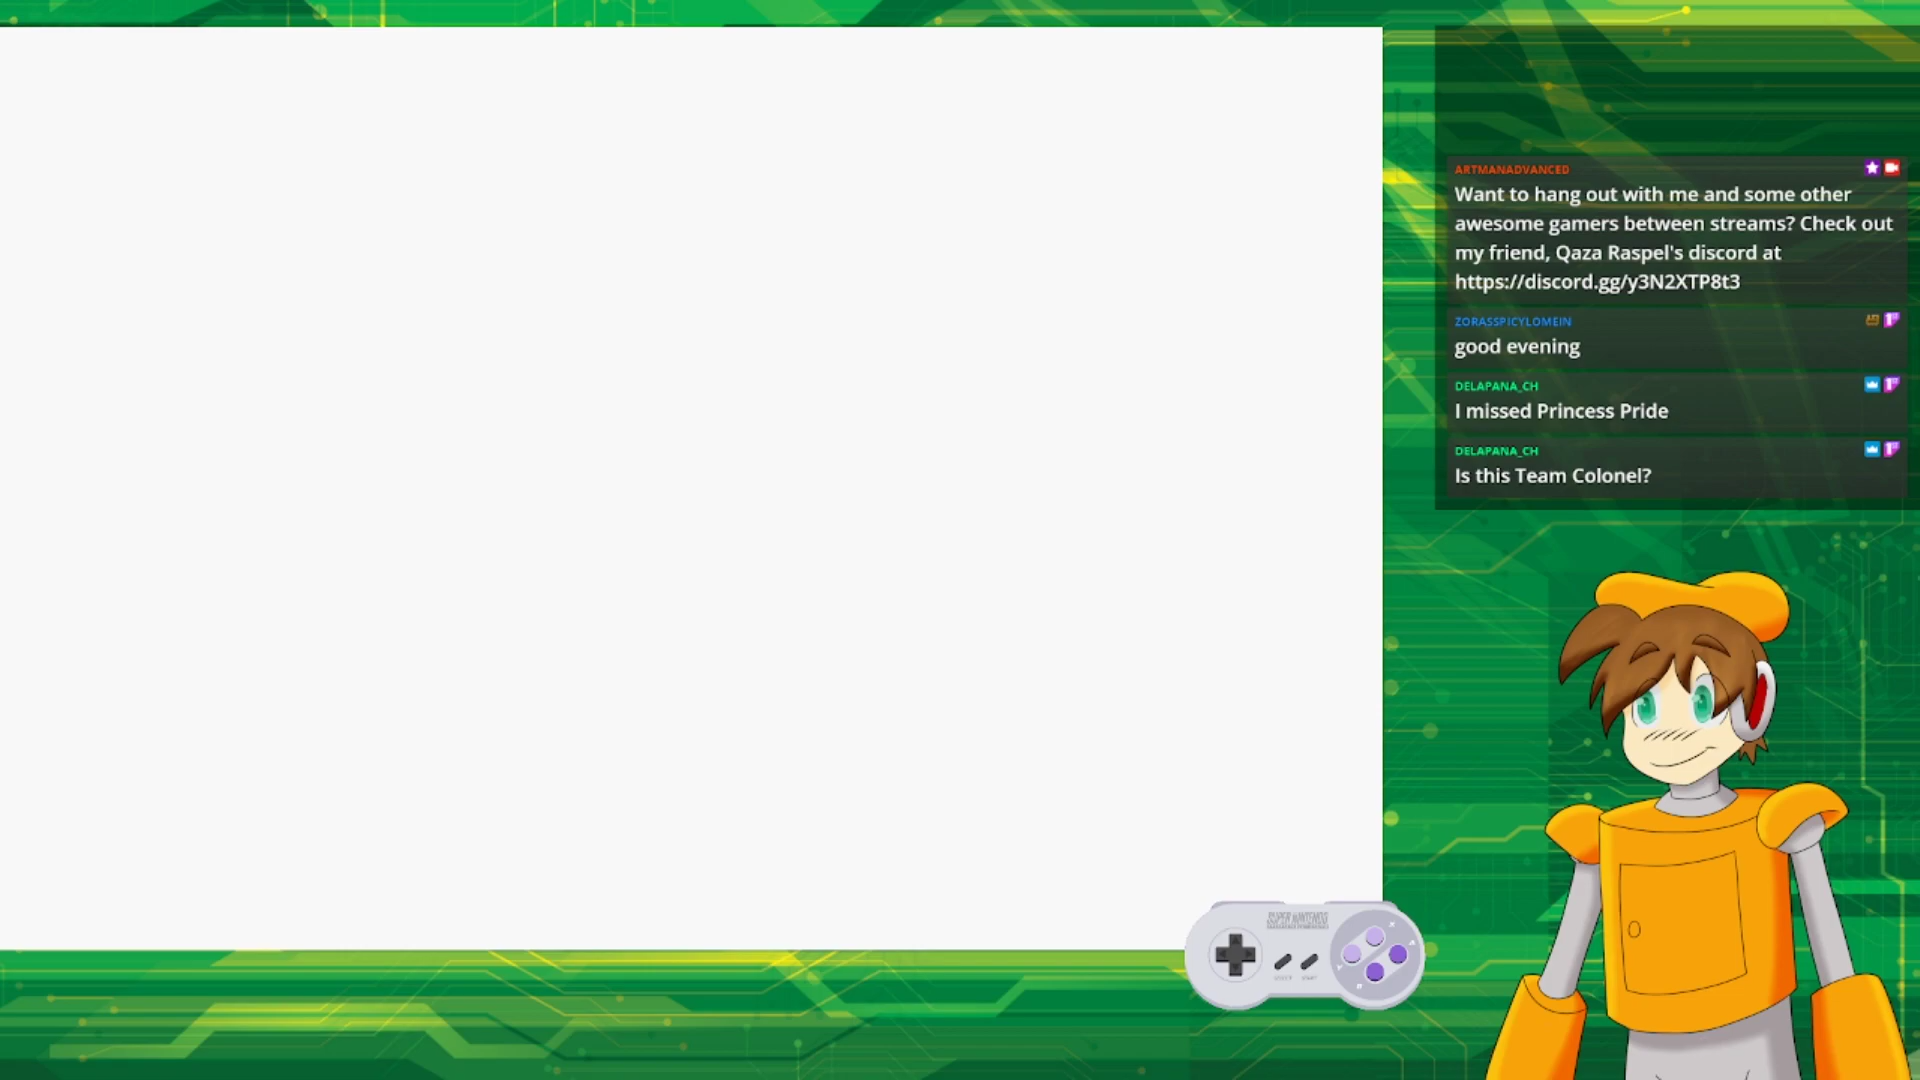 ARTMANADVANCED
Want to hang out with me and some other
awesome gamers between streams? Check out
my friend, Qaza Raspel's discord at
https://discord.gg/y3N2XTP8t3
ZORASSPICYLOMEIN
good evening
DELAPANA_CH
I missed Princess Pride
DELAPANA_CH
Is this Team Colonel?
SUPER NINTENDO